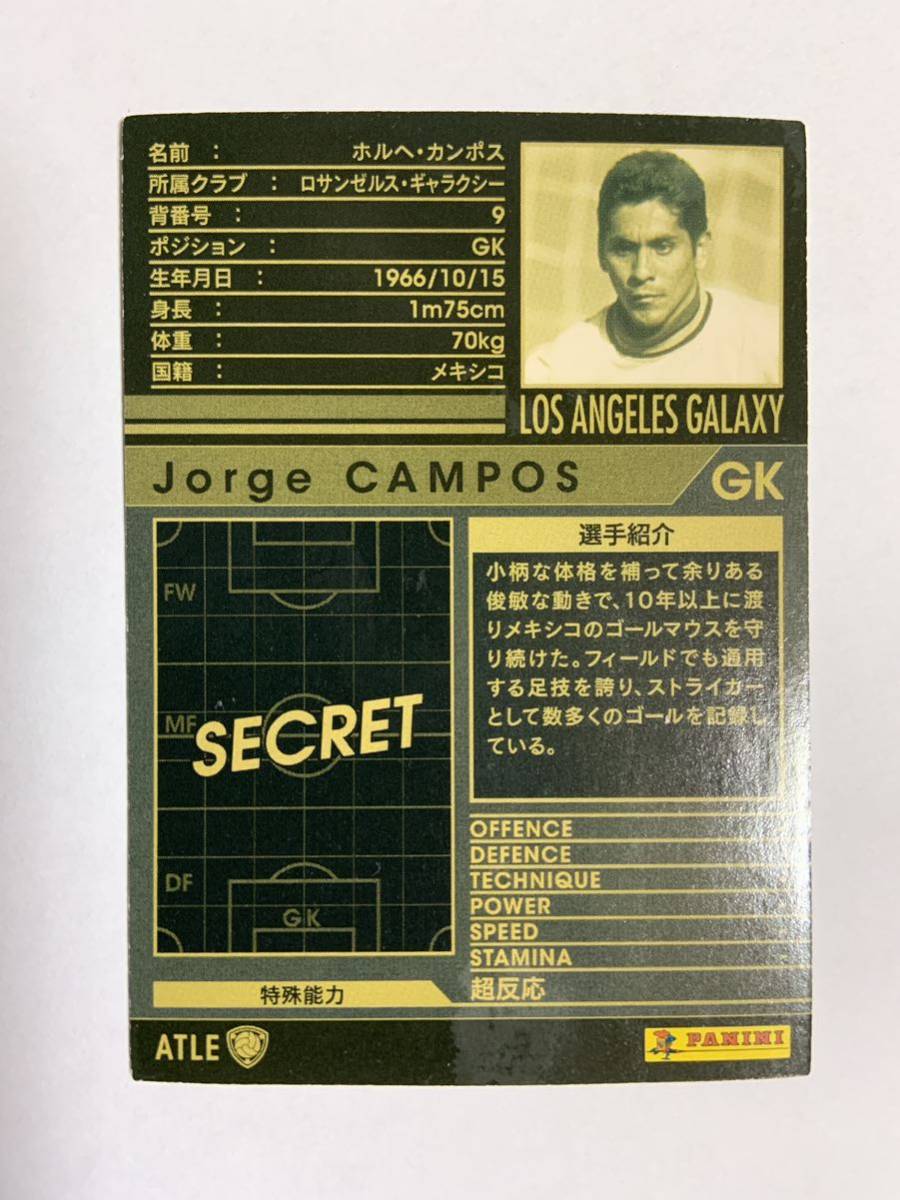 名前 ： ホルヘ・カンポス
所属クラブ ： ロサンゼルス・ギャラクシー
背番号 ： 9
ポジション ： GK
生年月日 ： 1966/10/15
身長 ： 1m75cm
体重 ： 70kg
国籍 ： メキシコ
LOS ANGELES GALAXY
Jorge CAMPOS
GK
FW
MF
SECRET
DF
GK
選手紹介
小柄な体格を補って余りある
俊敏な動きで、10年以上に渡
りメキシコのゴールマウスを守
り続けた。フィールドでも通用
する足技を誇り、ストライカー
として数多くのゴールを記録し
ている。
OFFENCE
DEFENCE
TECHNIQUE
POWER
SPEED
STAMINA
特殊能力
超反応
ATLE
PANINI